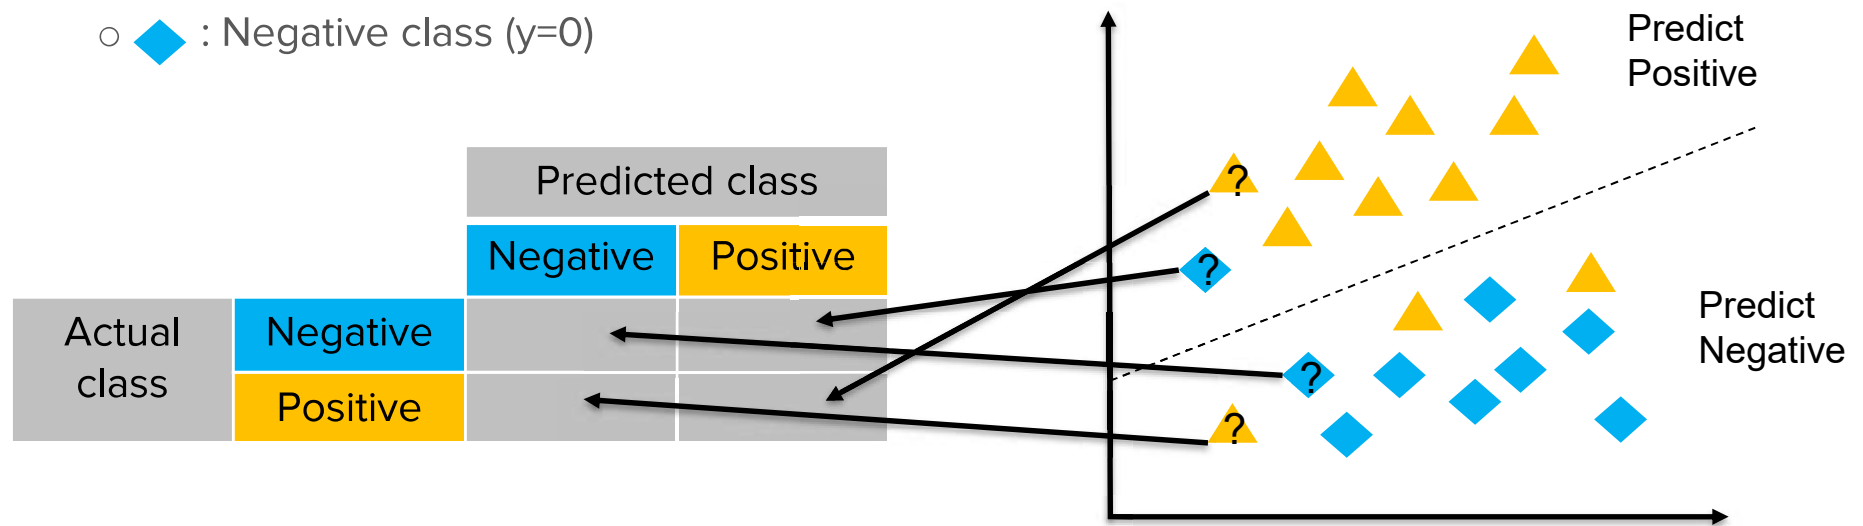 ○ : Negative class (y=0)
Predicted class
Negative Positive
Actual
class
Negative
Positive
Predict
Positive
?
?
?
?
Predict
Negative